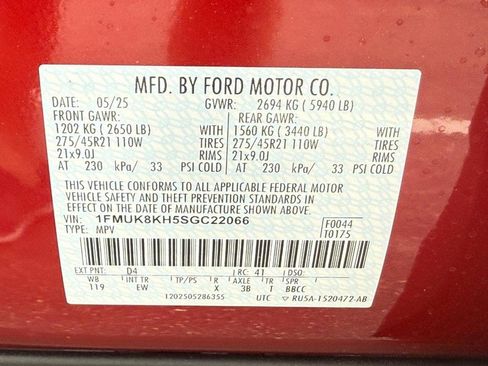 MFD. BY FORD MOTOR CO.
DATE: 05/25 GVWR: 2694 KG ( 5940 LB)
FRONT GAWR: REAR GAWR:
1202 KG ( 2650 LB) WITH 1560 KG ( 3440 LB) WITH
275/45R21 110W TIRES 275/45R21 110W TIRES
21x9.0J RIMS 21x9.0J RIMS
AT 230 kPa/ 33 PSI COLD AT 230 kPa/ 33 PSI COLD
THIS VEHICLE CONFORMS TO ALL APPLICABLE FEDERAL MOTOR
VEHICLE SAFETY AND THEFT PREVENTION STANDARDS IN
EFFECT ON THE DATE OF MANUFACTURE SHOWN ABOVE.
VIN: 1FMUK8KH5SGC22066 F0044
TYPE: MPV T0175
EXT PNT: D4 RC: 41 DSO:
WB INT TR TP/PS R AXLE TR SPR
119 EW X 3B T BBCC
1202505286355 UTC RU5A-1520472-AB